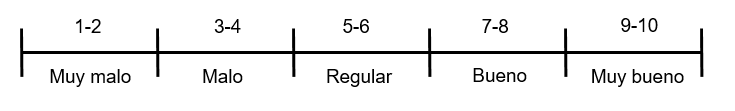 1-2 3-4 5-6 7-8 9-10
Muy malo Malo Regular Bueno Muy bueno